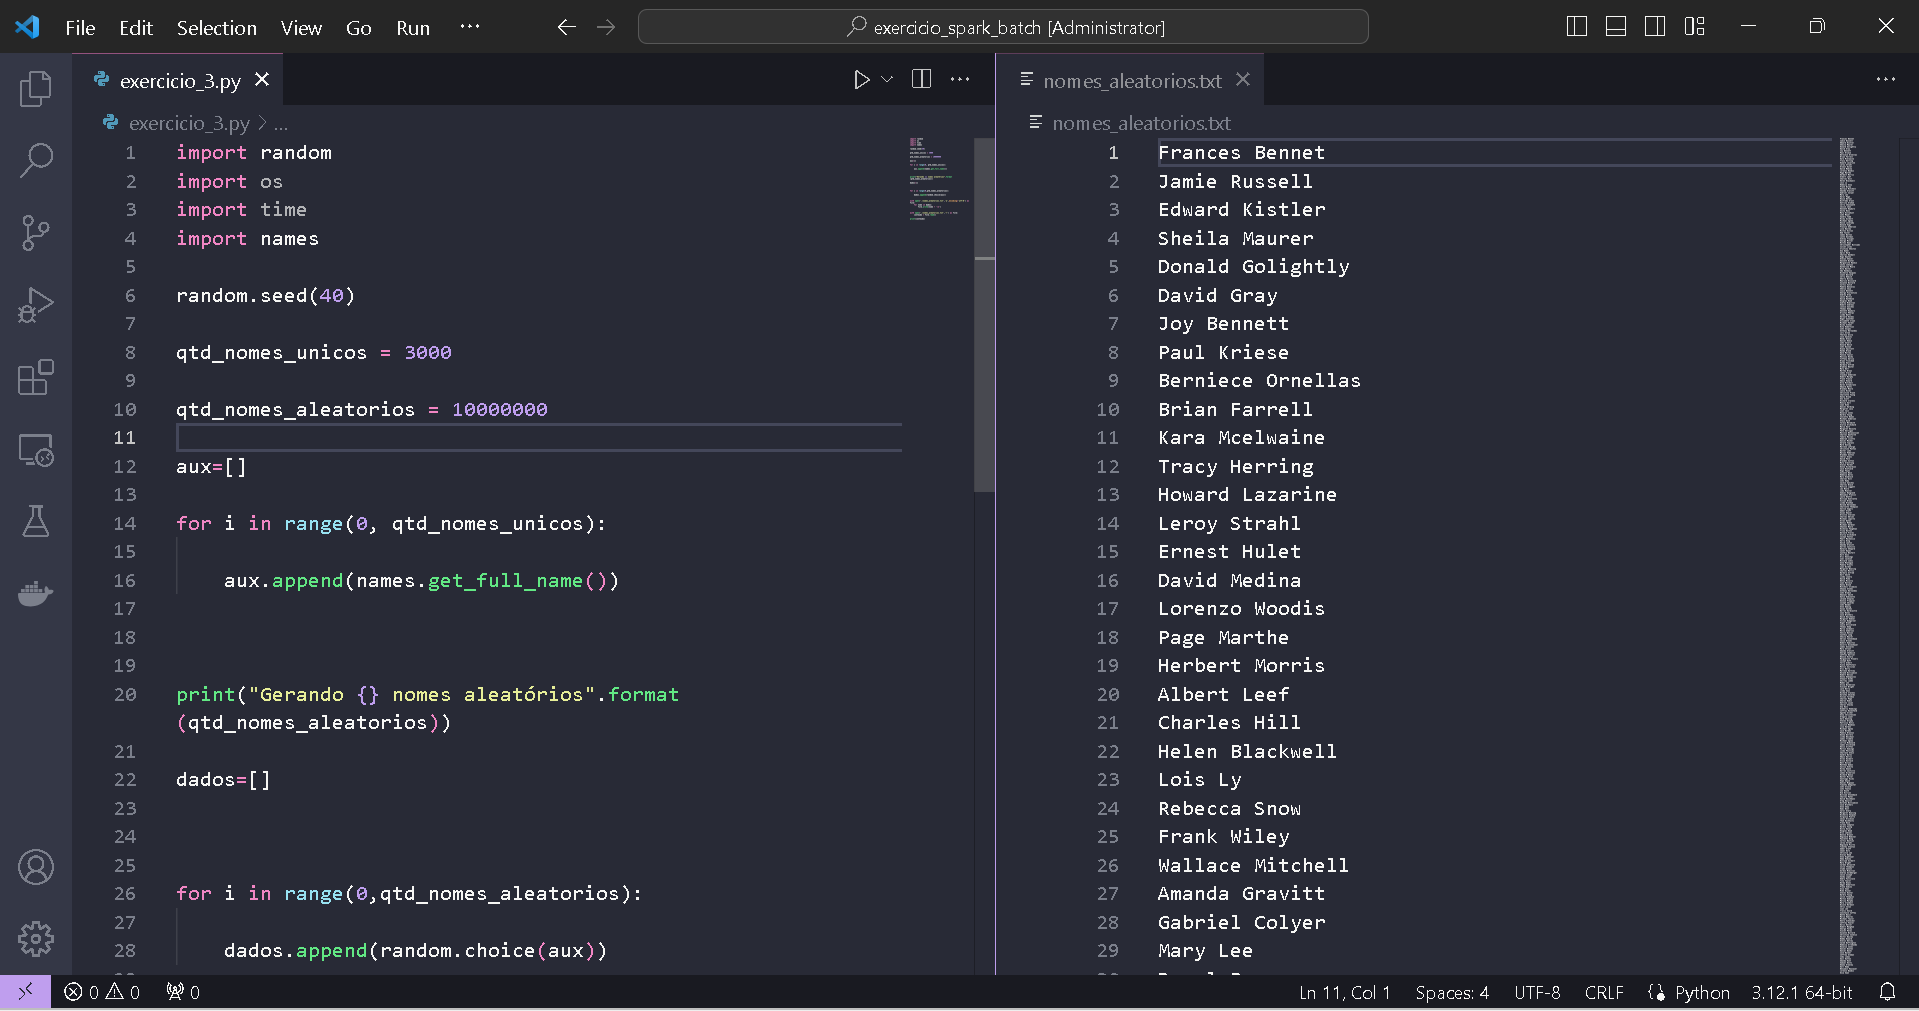 File Edit Selection View Go Run ···
exercicio_spark_batch [Administrator]
exercicio_3.py
exercicio_3.py > ...
1 import random
2 import os
3 import time
4 import names
5
6 random.seed(40)
7
8 qtd_nomes_unicos = 3000
9
10 qtd_nomes_aleatorios = 10000000
11
12 aux=[]
13
14 for i in range(0, qtd_nomes_unicos):
15
16 aux.append(names.get_full_name())
17
18
19
20 print("Gerando {} nomes aleatórios".format
(qtd_nomes_aleatorios))
21
22 dados=[]
23
24
25
26 for i in range(0,qtd_nomes_aleatorios):
27
28 dados.append(random.choice(aux))
nomes_aleatorios.txt
nomes_aleatorios.txt
1 Frances Bennet
2 Jamie Russell
3 Edward Kistler
4 Sheila Maurer
5 Donald Golightly
6 David Gray
7 Joy Bennett
8 Paul Kriese
9 Berniece Ornellas
10 Brian Farrell
11 Kara Mcelwaine
12 Tracy Herring
13 Howard Lazarine
14 Leroy Strahl
15 Ernest Hulet
16 David Medina
17 Lorenzo Woodis
18 Page Marthe
19 Herbert Morris
20 Albert Leef
21 Charles Hill
22 Helen Blackwell
23 Lois Ly
24 Rebecca Snow
25 Frank Wiley
26 Wallace Mitchell
27 Amanda Gravitt
28 Gabriel Colyer
29 Mary Lee
0 0 0
Ln 11, Col 1 Spaces: 4 UTF-8 CRLF Python 3.12.1 64-bit